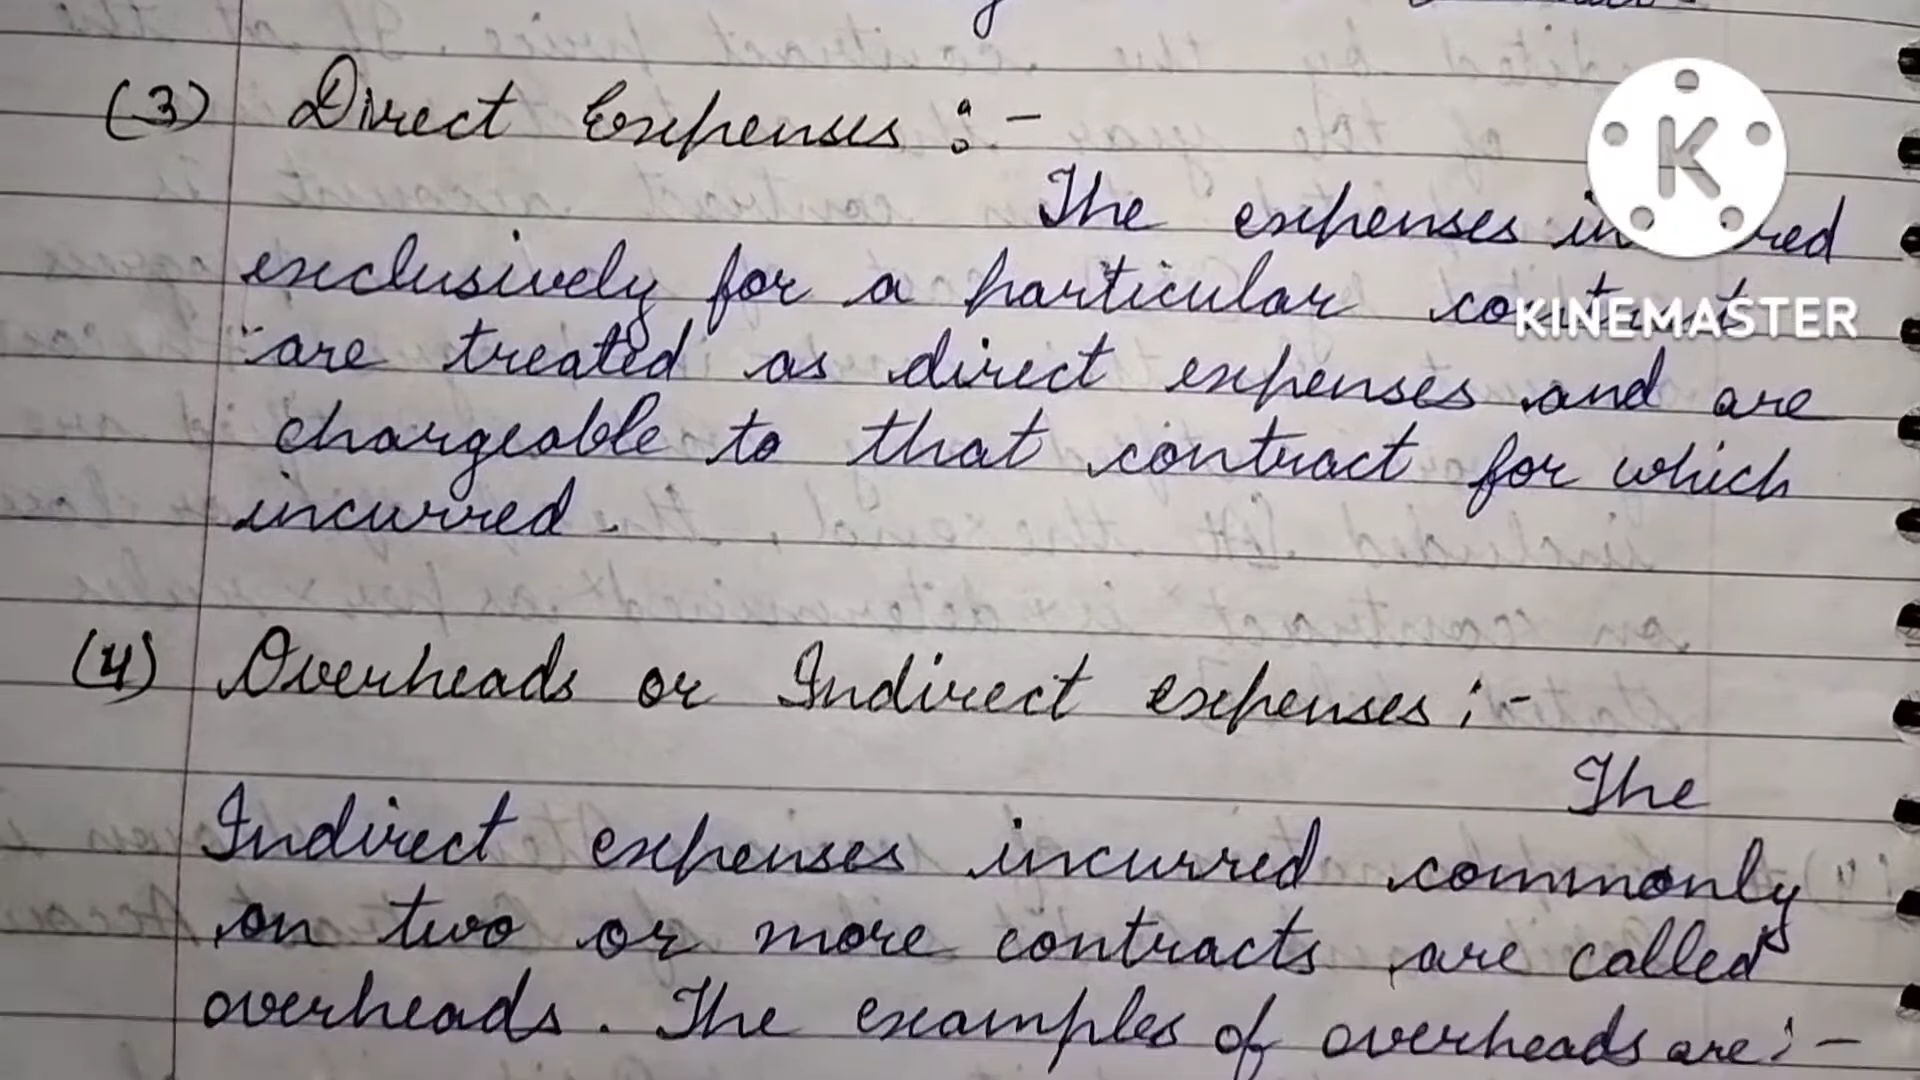 (3) Direct Expenses :-
The expenses
exclusively for a particular
are treated as direct expenses and are
chargeable to that contract for which
incurred.
(4) Overheads or Indirect expenses :-
The
Indirect expenses incurred commonly
on two or more contracts are called
overheads. The examples of overheads are :-
K
KINEMASTER